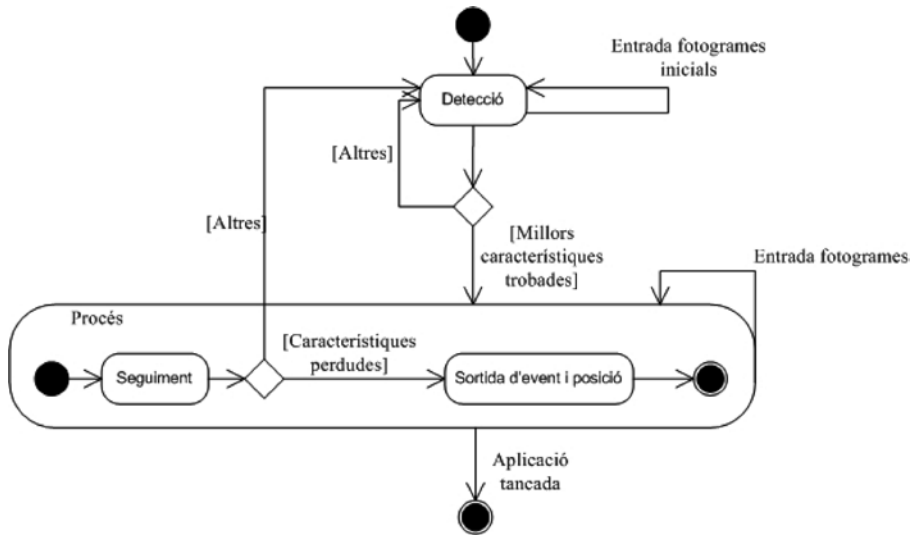 Entrada fotogrames
inicials
Detecció
[Altres]
[Altres]
[Millors
característiques
trobades]
Entrada fotogrames
Procés
[Característiques
perdudes]
Seguiment
Sortida d'event i posició
Aplicació
tancada